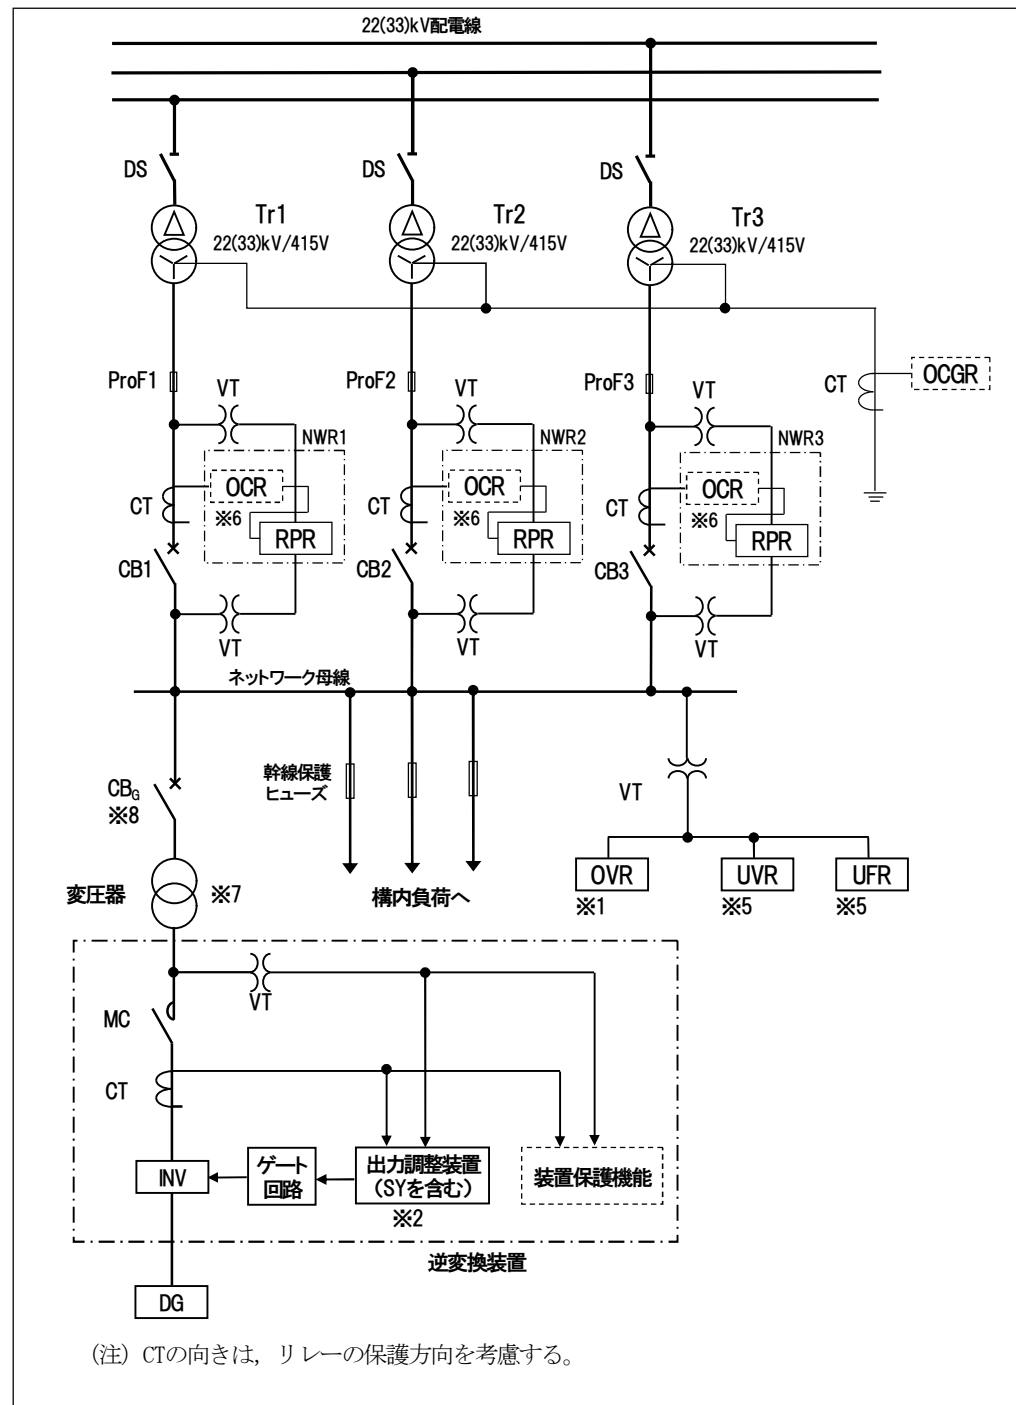 22(33)kV配電線
DS
DS
DS
Tr1
22(33)kV/415V
Tr2
22(33)kV/415V
Tr3
22(33)kV/415V
ProF1
VT
ProF2
VT
ProF3
VT
CT
OCGR
NWR1
NWR2
NWR3
CT
OCR
※6
RPR
CT
OCR
※6
RPR
CT
OCR
※6
RPR
CB1
CB2
CB3
VT
VT
VT
ネットワーク母線
CBG
※8
幹線保護
ヒューズ
VT
変圧器
※7
構内負荷へ
OVR
※1
UVR
※5
UFR
※5
VT
MC
CT
INV
ゲート
回路
出力調整装置
(SYを含む)
※2
装置保護機能
逆変換装置
DG
(注) CTの向きは，リレーの保護方向を考慮する。